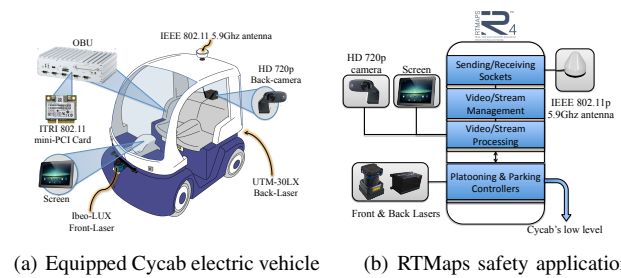 IEEE 802.11 5.9Ghz antenna
OBU
HD 720p
Back-camera
ITRI 802.11
mini-PCI Card
Screen
Ibeo-LUX
Front-Laser
UTM-30LX
Back-Laser
(a) Equipped Cycab electric vehicle
RTMAPS
R4
HD 720p
camera
Screen
Sending/Receiving
Sockets
Video/Stream
Management
Video/Stream
Processing
Platooning & Parking
Controllers
IEEE 802.11p
5.9Ghz antenna
Front & Back Lasers
Cycab's low level
(b) RTMaps safety application